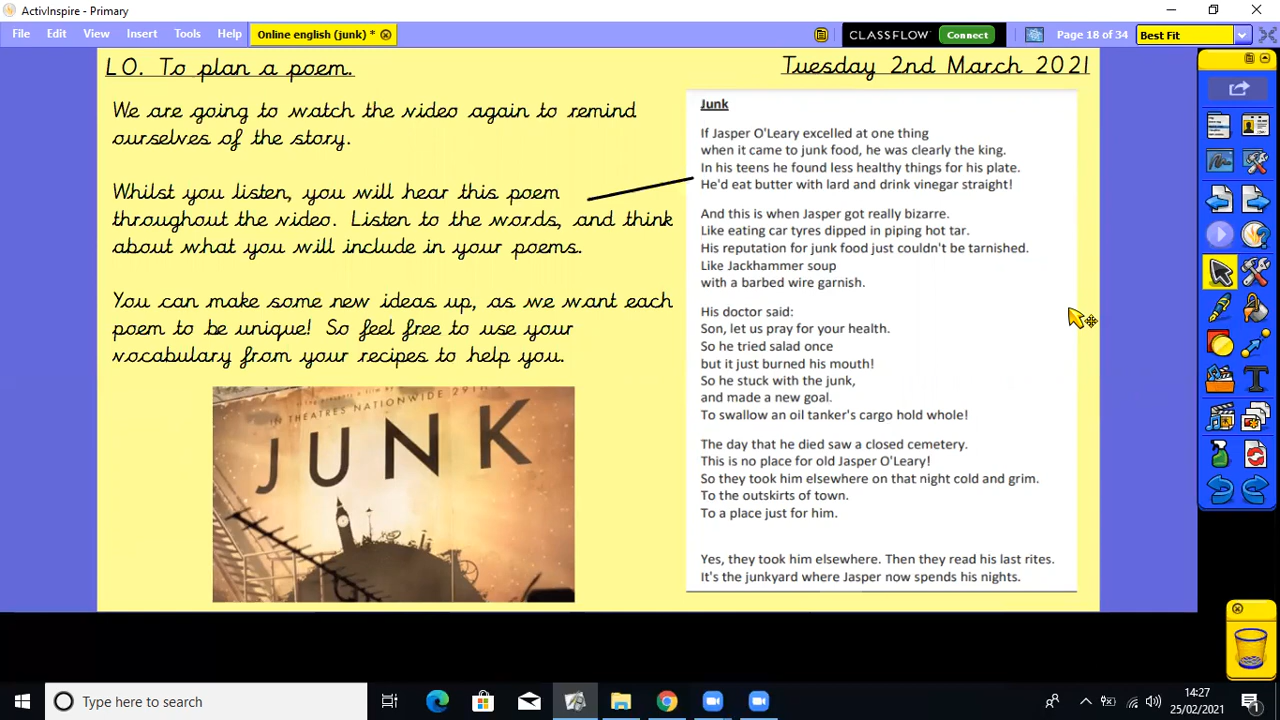 ActivInspire - Primary
File Edit View Insert Tools Help Online english (junk) * CLASSFLOW Connect Page 18 of 34 Best Fit
LO. To plan a poem.
Tuesday 2nd March 2021
We are going to watch the video again to remind
ourselves of the story.
Whilst you listen, you will hear this poem
throughout the video. Listen to the words, and think
about what you will include in your poems.
You can make some new ideas up, as we want each
poem to be unique! So feel free to use your
vocabulary from your recipes to help you.
IN THEATRES NATIONWIDE 29TH
JUNK
Junk
If Jasper O'Leary excelled at one thing
when it came to junk food, he was clearly the king.
In his teens he found less healthy things for his plate.
He'd eat butter with lard and drink vinegar straight!
And this is when Jasper got really bizarre.
Like eating car tyres dipped in piping hot tar.
His reputation for junk food just couldn't be tarnished.
Like Jackhammer soup
with a barbed wire garnish.
His doctor said:
Son, let us pray for your health.
So he tried salad once
but it just burned his mouth!
So he stuck with the junk,
and made a new goal.
To swallow an oil tanker's cargo hold whole!
The day that he died saw a closed cemetery.
This is no place for old Jasper O'Leary!
So they took him elsewhere on that night cold and grim.
To the outskirts of town.
To a place just for him.
Yes, they took him elsewhere. Then they read his last rites.
It's the junkyard where Jasper now spends his nights.
Type here to search
14:27
25/02/2021